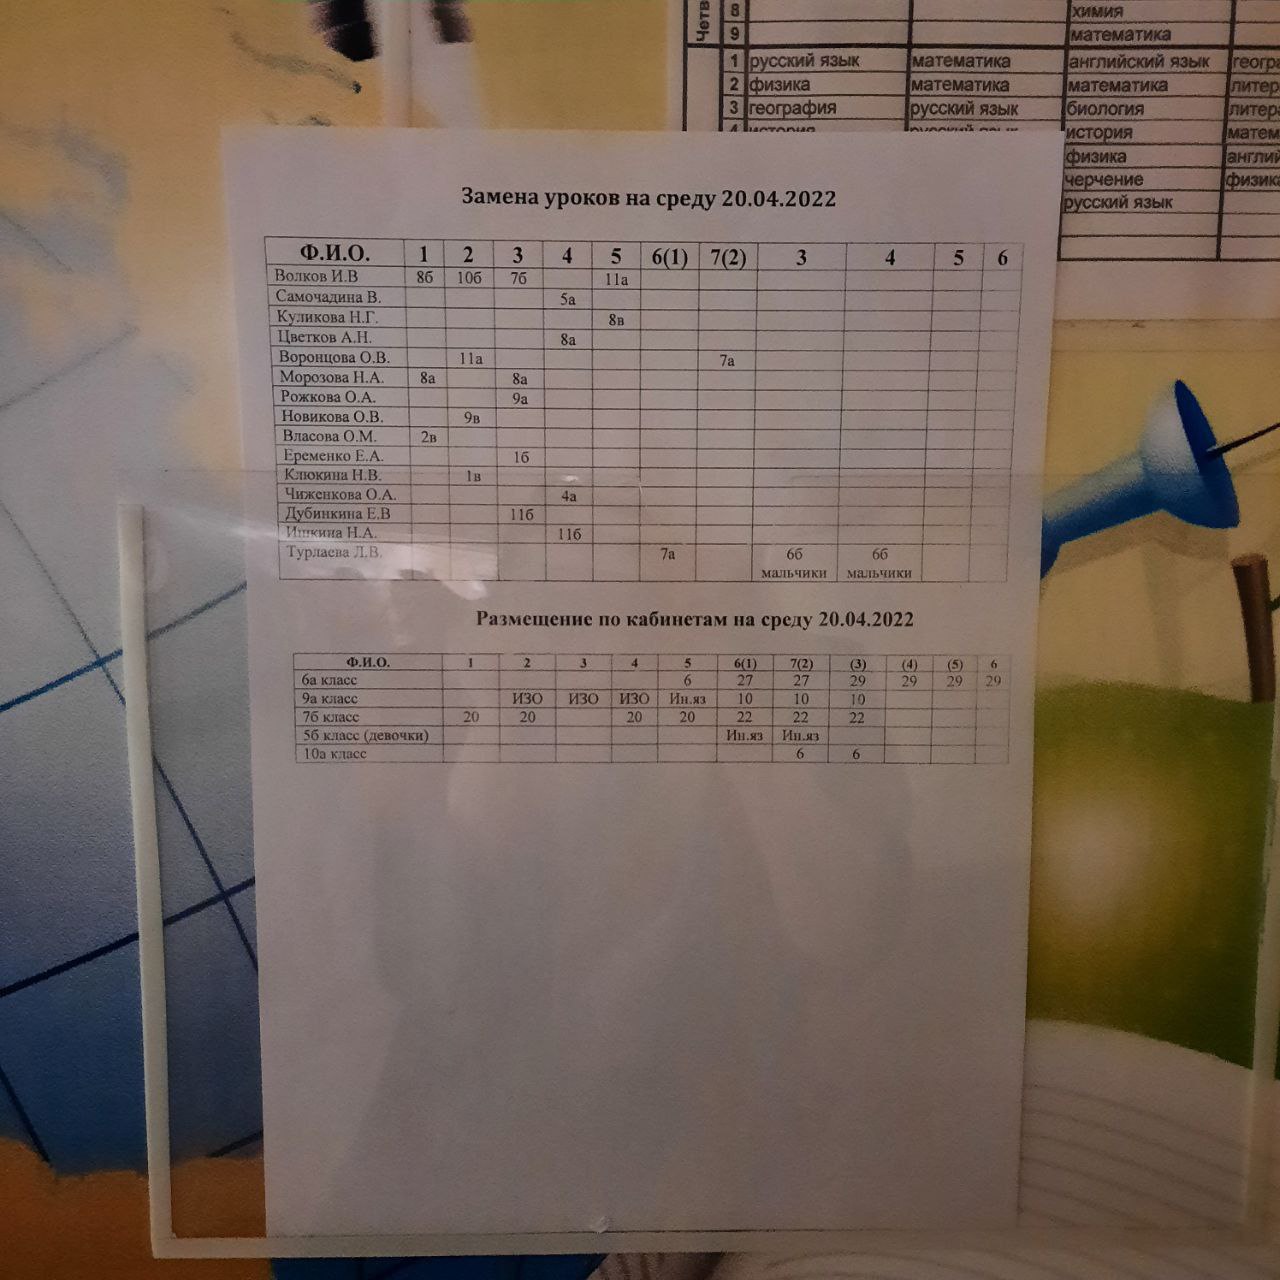 Четв
8 химия
9 математика
1 русский язык математика английский язык геогра
2 физика математика математика литер
3 география русский язык биология литера
4 история русский язык история матем
физика англий
черчение физика
русский язык
Замена уроков на среду 20.04.2022
Ф.И.О. 1 2 3 4 5 6(1) 7(2) 3 4 5 6
Волков И.В 8б 10б 7б 11а
Самочадина В. 5а
Куликова Н.Г. 8в
Цветков А.Н. 8а
Воронцова О.В. 11а 7а
Морозова Н.А. 8а 8а
Рожкова О.А. 9а
Новикова О.В. 9в
Власова О.М. 2в
Еременко Е.А. 1б
Клюкина Н.В. 1в
Чиженкова О.А. 4а
Дубинкина Е.В 11б
Ишкина Н.А. 11б
Турлаева Л.В. 7а 6б 6б
мальчики мальчики
Размещение по кабинетам на среду 20.04.2022
Ф.И.О. 1 2 3 4 5 6(1) 7(2) (3) (4) (5) 6
6а класс 6 27 27 29 29 29 29
9а класс ИЗО ИЗО ИЗО Ин.яз 10 10 10
7б класс 20 20 20 20 22 22 22
5б класс (девочки) Ин.яз Ин.яз
10а класс 6 6